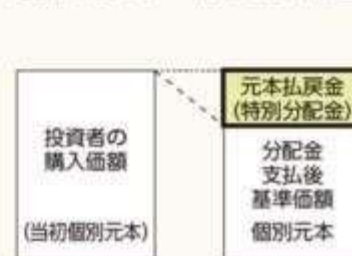 投資者の
購入価額
(当初個別元本)
元本払戻金
(特別分配金)
分配金
支払後
基準価額
個別元本